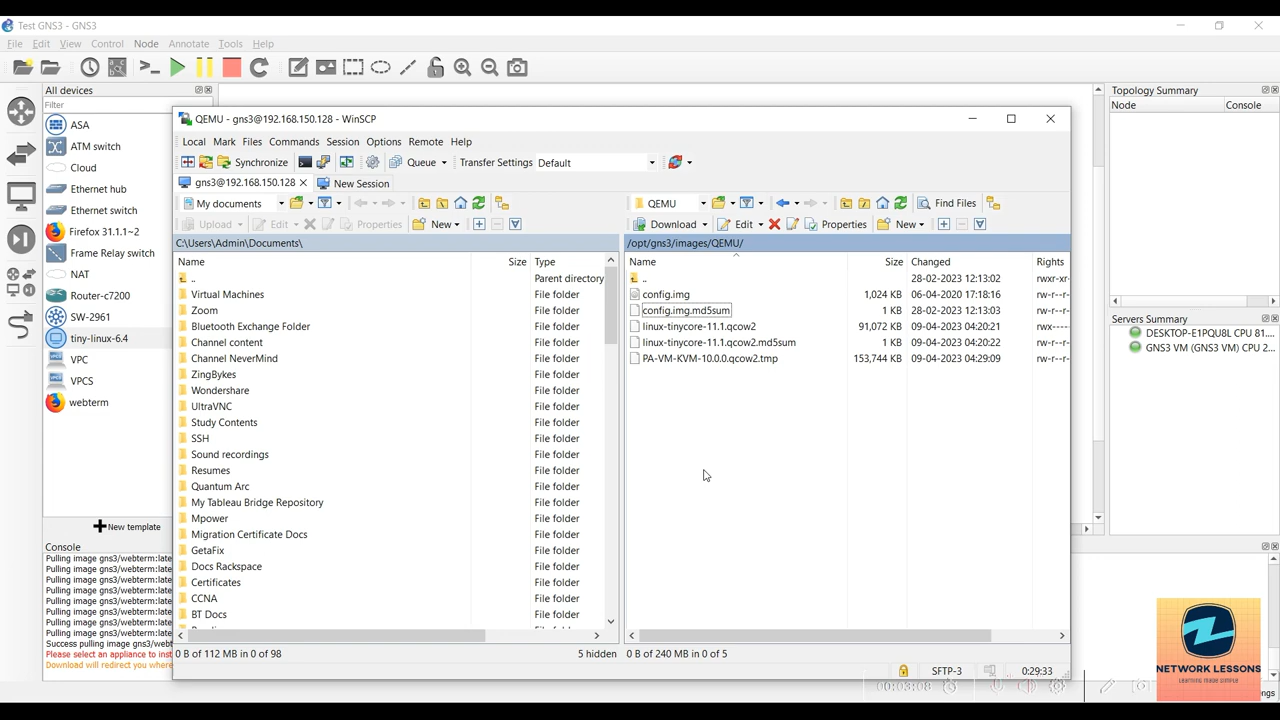 Test GNS3 - GNS3
File Edit View Control Node Annotate Tools Help
All devices
Filter
ASA
ATM switch
Cloud
Ethernet hub
Ethernet switch
Firefox 31.1.1~2
Frame Relay switch
NAT
Router-c7200
SW-2961
tiny-linux-6.4
VPC
VPCS
webterm
New template
Console
Pulling image gns3/webterm:late
Pulling image gns3/webterm:late
Pulling image gns3/webterm:late
Pulling image gns3/webterm:late
Pulling image gns3/webterm:late
Pulling image gns3/webterm:late
Pulling image gns3/webterm:late
Pulling image gns3/webterm:late
Success pulling image gns3/webt
Please select an appliance to inst
Download will redirect you where
QEMU - gns3@192.168.150.128 - WinSCP
Local Mark Files Commands Session Options Remote Help
Synchronize Queue Transfer Settings Default
gns3@192.168.150.128 New Session
My documents
Upload Edit Properties New
C:\Users\Admin\Documents\
Name Size Type
.. Parent directory
Virtual Machines File folder
Zoom File folder
Bluetooth Exchange Folder File folder
Channel content File folder
Channel NeverMind File folder
ZingBykes File folder
Wondershare File folder
UltraVNC File folder
Study Contents File folder
SSH File folder
Sound recordings File folder
Resumes File folder
Quantum Arc File folder
My Tableau Bridge Repository File folder
Mpower File folder
Migration Certificate Docs File folder
GetaFix File folder
Docs Rackspace File folder
Certificates File folder
CCNA File folder
BT Docs File folder
0 B of 112 MB in 0 of 98 5 hidden
QEMU Find Files
Download Edit Properties New
/opt/gns3/images/QEMU/
Name Size Changed Rights
.. 28-02-2023 12:13:02 rwxr-xr-
config.img 1,024 KB 06-04-2020 17:18:16 rw-r--r-
config.img.md5sum 1 KB 28-02-2023 12:13:03 rw-r--r-
linux-tinycore-11.1.qcow2 91,072 KB 09-04-2023 04:20:21 rwx-----
linux-tinycore-11.1.qcow2.md5sum 1 KB 09-04-2023 04:20:22 rw-r--r-
PA-VM-KVM-10.0.0.qcow2.tmp 153,744 KB 09-04-2023 04:29:09 rw-r--r-
0 B of 240 MB in 0 of 5
SFTP-3 0:29:33
00:03:08
Topology Summary
Node Console
Servers Summary
DESKTOP-E1PQU8L CPU 81....
GNS3 VM (GNS3 VM) CPU 2...
NETWORK LESSONS
LEARNING MADE SIMPLY
ngs